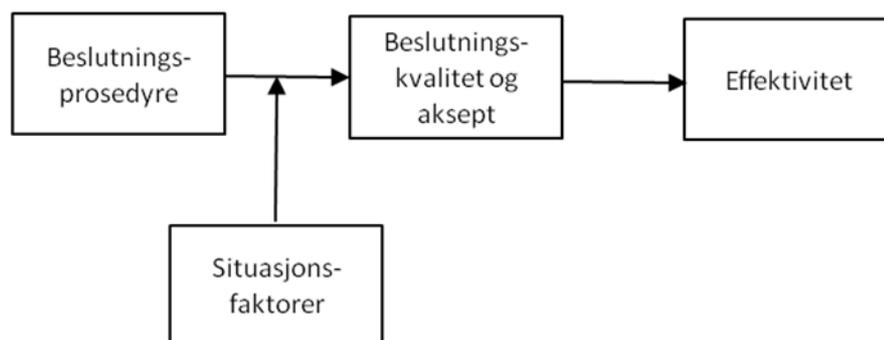 Beslutnings-
prosedyre
Beslutnings-
kvalitet og
aksept
Effektivitet
Situasjons-
faktorer